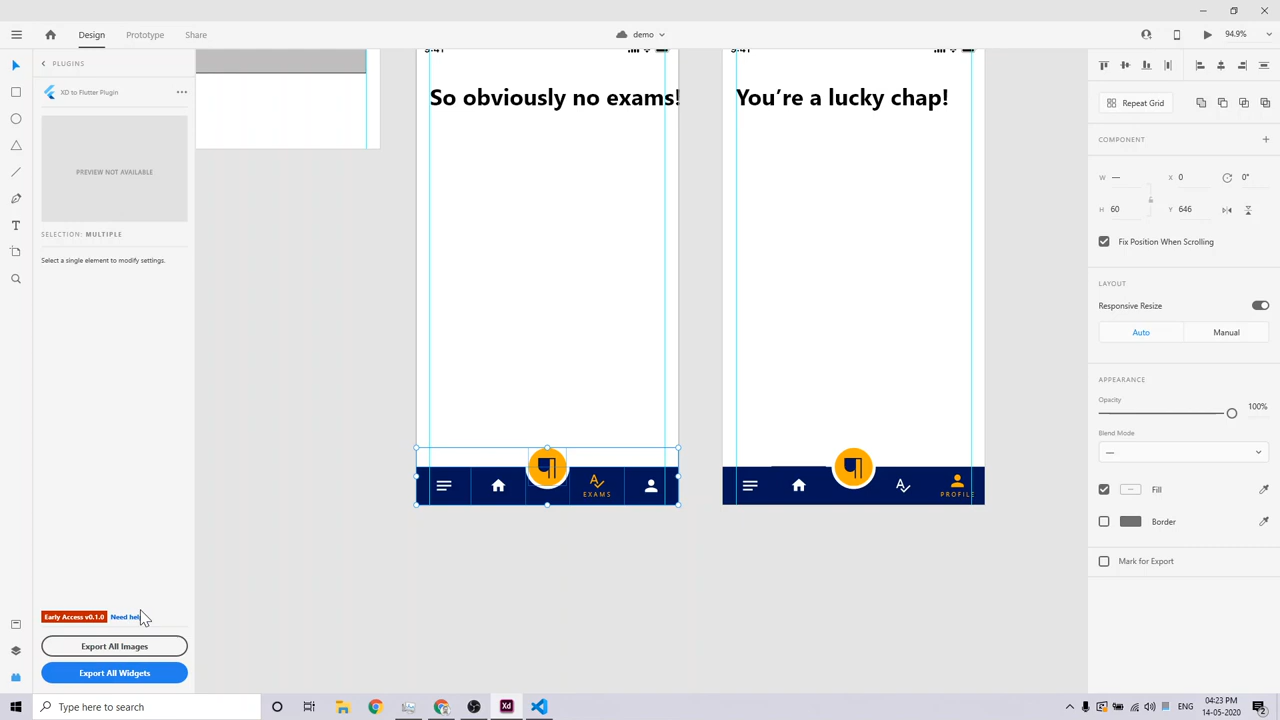 Design
Prototype
Share
demo
94.9%
PLUGINS
XD to Flutter Plugin
PREVIEW NOT AVAILABLE
SELECTION: MULTIPLE
Select a single element to modify settings.
Early Access v0.1.0
Export All Images
Export All Widgets
9:41
So obviously no exams!
EXAMS
9:41
You're a lucky chap!
PROFILE
Repeat Grid
COMPONENT
W — X 0 0°
H 60 Y 646
Fix Position When Scrolling
LAYOUT
Responsive Resize
Auto Manual
APPEARANCE
Opacity
100%
Blend Mode
—
Fill
Border
Mark for Export
Type here to search
ENG
04:23 PM
14-05-2020